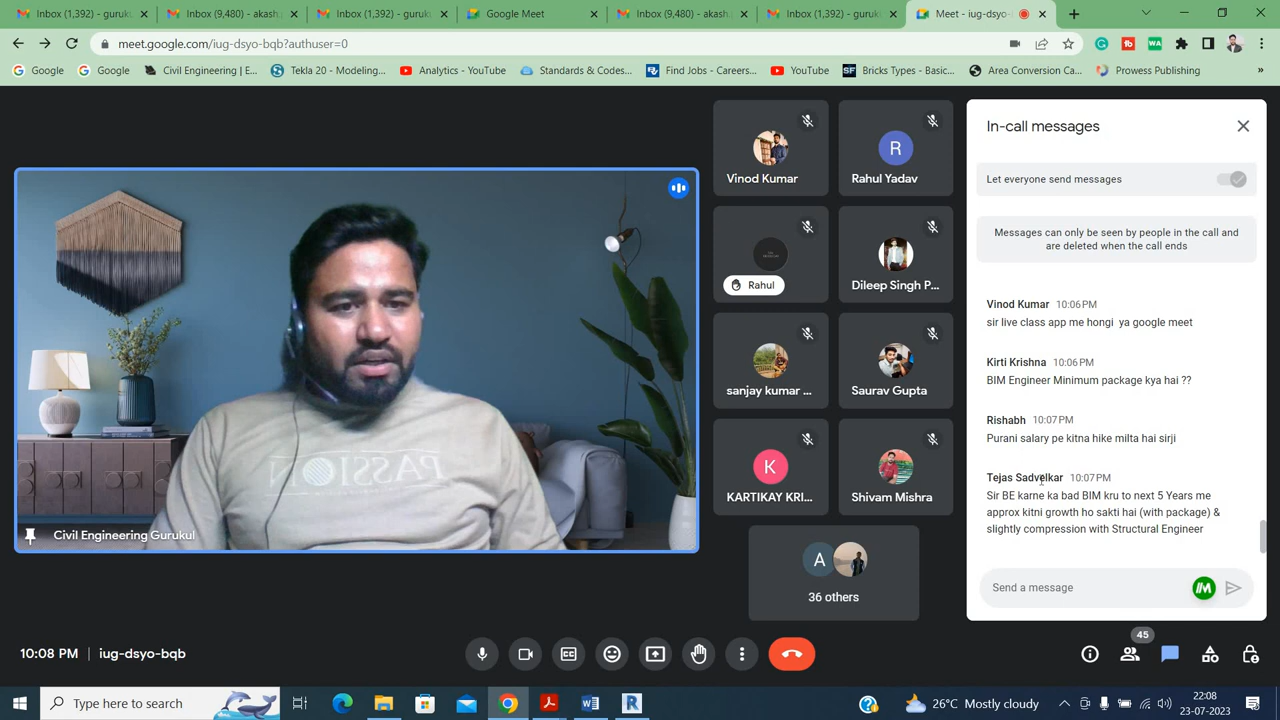 Inbox (1,392) - guruku
Inbox (9,480) - akash.
Inbox (1,392) - guruku
Google Meet
Inbox (9,480) - akash.
Inbox (1,392) - guruk
Meet - iug-dsyo-
meet.google.com/iug-dsyo-bqb?authuser=0
Google
Google
Civil Engineering | E...
Tekla 20 - Modeling...
Analytics - YouTube
Standards & Codes...
Find Jobs - Careers...
YouTube
Bricks Types - Basic...
Area Conversion Ca...
Prowess Publishing
»
PASSION
Civil Engineering Gurukul
Vinod Kumar
R
Rahul Yadav
Rahul
Dileep Singh P...
sanjay kumar ...
Saurav Gupta
K
KARTIKAY KRI...
Shivam Mishra
A
36 others
In-call messages
Let everyone send messages
Messages can only be seen by people in the call and
are deleted when the call ends
Vinod Kumar 10:06 PM
sir live class app me hongi ya google meet
Kirti Krishna 10:06 PM
BIM Engineer Minimum package kya hai ??
Rishabh 10:07 PM
Purani salary pe kitna hike milta hai sirji
Tejas Sadvelkar 10:07 PM
Sir BE karne ka bad BIM kru to next 5 Years me
approx kitni growth ho sakti hai (with package) &
slightly compression with Structural Engineer
Send a message
10:08 PM | iug-dsyo-bqb
45
Type here to search
26°C Mostly cloudy
22:08
23-07-2023